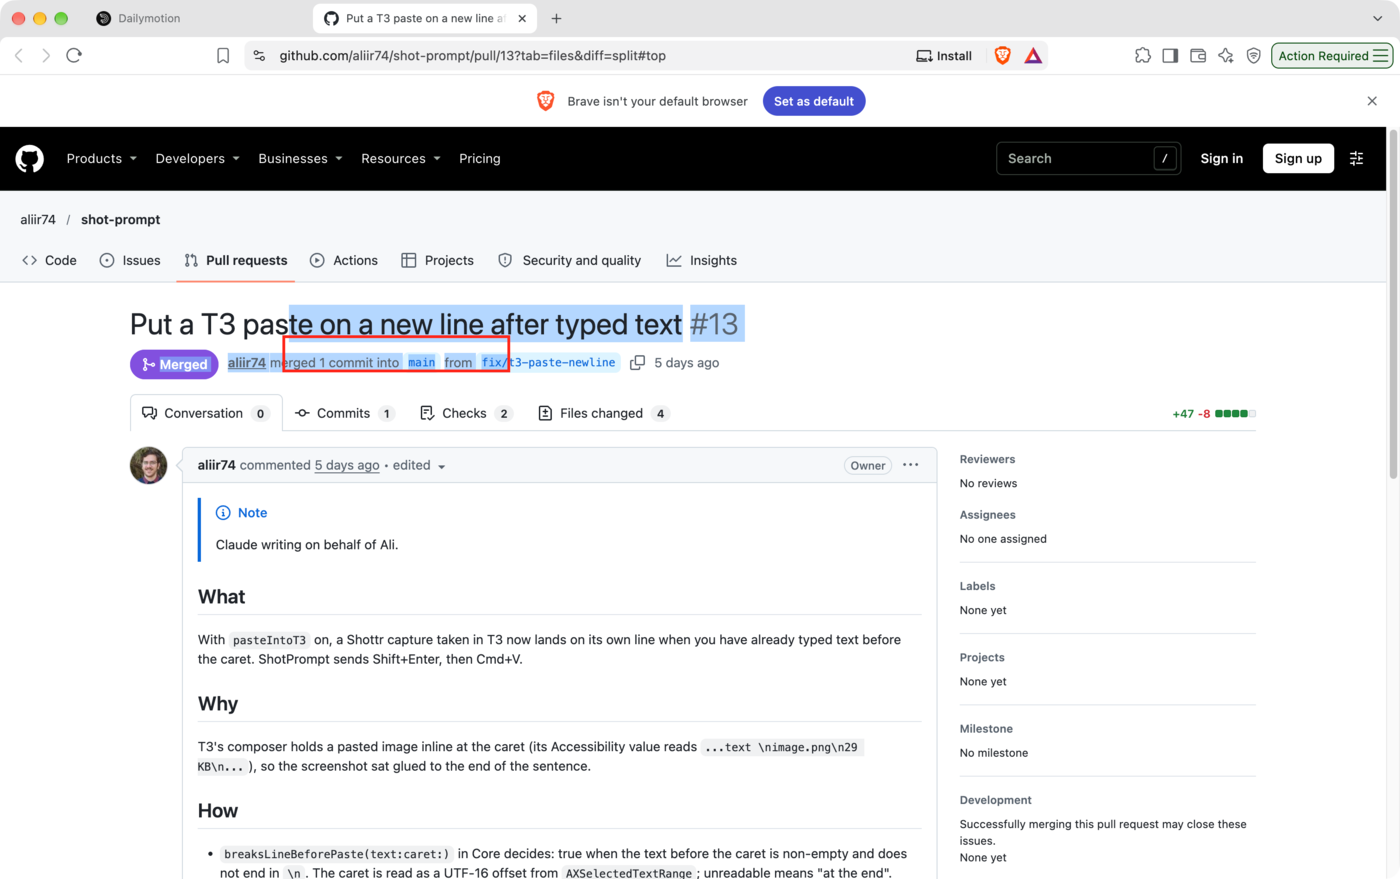 Dailymotion
Put a T3 paste on a new line a
github.com/aliir74/shot-prompt/pull/13?tab=files&diff=split#top
Install
Action Required
Brave isn't your default browser
Set as default
Products
Developers
Businesses
Resources
Pricing
Search
/
Sign in
Sign up
aliir74 / shot-prompt
Code
Issues
Pull requests
Actions
Projects
Security and quality
Insights
Put a T3 paste on a new line after typed text #13
Merged
aliir74 merged 1 commit into main from fix/t3-paste-newline
5 days ago
Conversation 0
Commits 1
Checks 2
Files changed 4
+47 -8
aliir74 commented 5 days ago • edited
Owner
Note
Claude writing on behalf of Ali.
What
With pasteIntoT3 on, a Shottr capture taken in T3 now lands on its own line when you have already typed text before
the caret. ShotPrompt sends Shift+Enter, then Cmd+V.
Why
T3's composer holds a pasted image inline at the caret (its Accessibility value reads ...text \nimage.png\n29
KB\n... ), so the screenshot sat glued to the end of the sentence.
How
• breaksLineBeforePaste(text:caret:) in Core decides: true when the text before the caret is non-empty and does
not end in \n . The caret is read as a UTF-16 offset from AXSelectedTextRange ; unreadable means "at the end".
Reviewers
No reviews
Assignees
No one assigned
Labels
None yet
Projects
None yet
Milestone
No milestone
Development
Successfully merging this pull request may close these
issues.
None yet